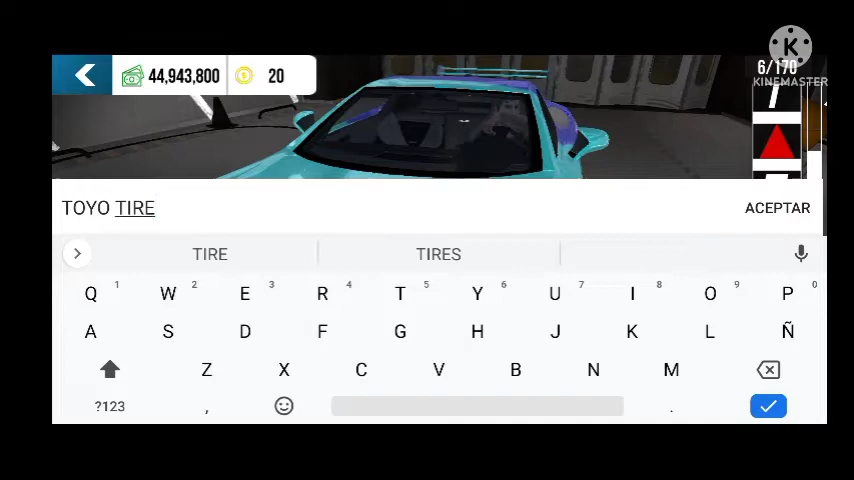 44,943,800 20
6/170
K
KINEMASTER
TOYO TIRE ACEPTAR
TIRE TIRES
Q 1 W 2 E 3 R 4 T 5 Y 6 U 7 I 8 O 9 P 0
A S D F G H J K L Ñ
Z X C V B N M
?123 , .